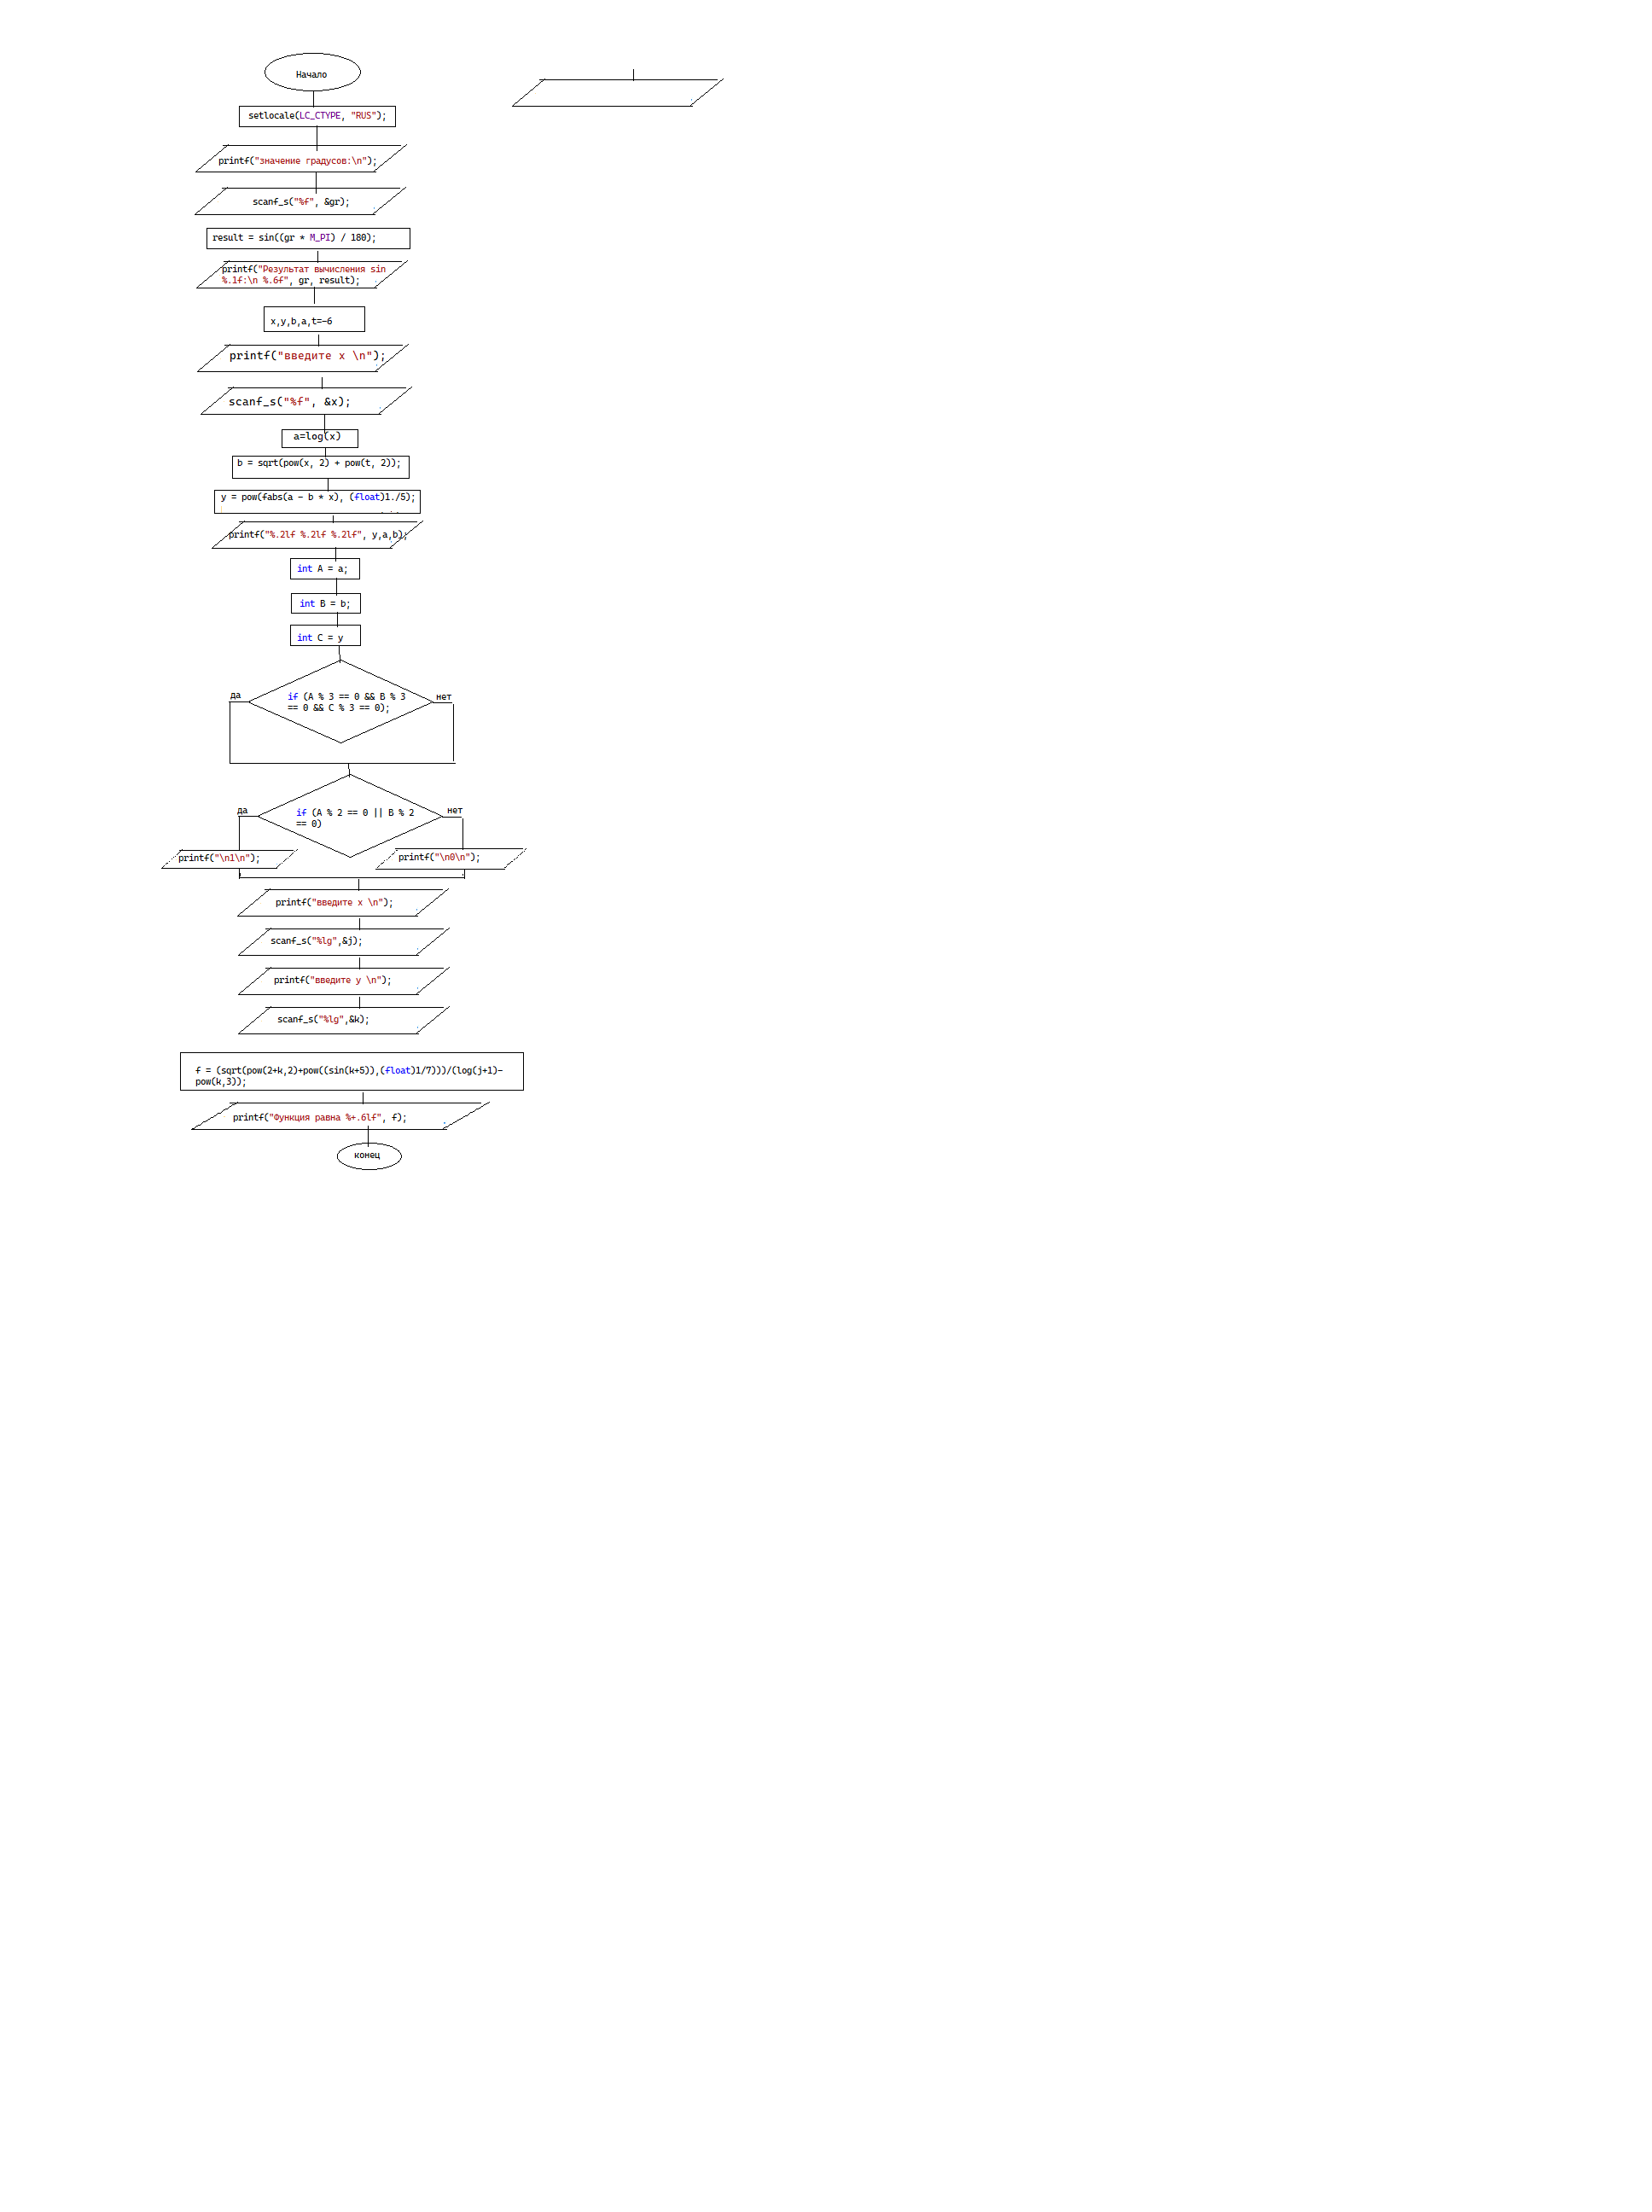 Начало
setlocale(LC_CTYPE, "RUS");
printf("значение градусов:\n");
scanf_s("%f", &gr);
result = sin((gr * M_PI) / 180);
printf("Результат вычисления sin
%.1f:\n %.6f", gr, result);
x,y,b,a,t=-6
printf("введите x \n");
scanf_s("%f", &x);
a=log(x)
b = sqrt(pow(x, 2) + pow(t, 2));
y = pow(fabs(a - b * x), (float)1./5);
printf("%.2lf %.2lf %.2lf", y,a,b);
int A = a;
int B = b;
int C = y
да
нет
if (A % 3 == 0 && B % 3
== 0 && C % 3 == 0);
да
нет
if (A % 2 == 0 || B % 2
== 0)
printf("\n1\n");
printf("\n0\n");
printf("введите x \n");
scanf_s("%lg",&j);
printf("введите y \n");
scanf_s("%lg",&k);
f = (sqrt(pow(2+k,2)+pow((sin(k+5)),(float)1/7)))/(log(j+1)-
pow(k,3));
printf("Функция равна %+.6lf", f);
конец